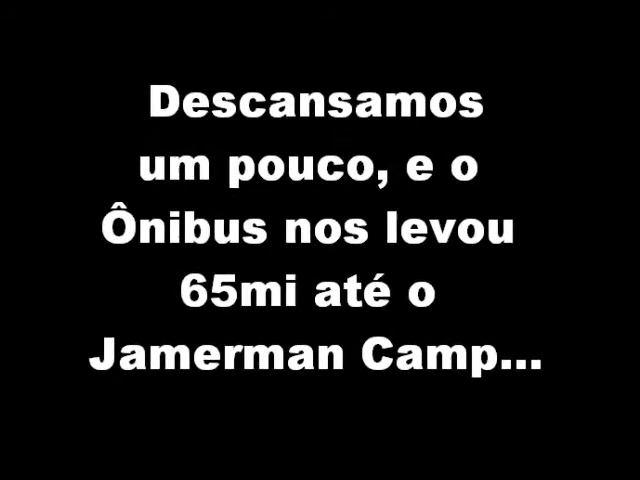 Descansamos
um pouco, e o
Ônibus nos levou
65mi até o
Jamerman Camp...